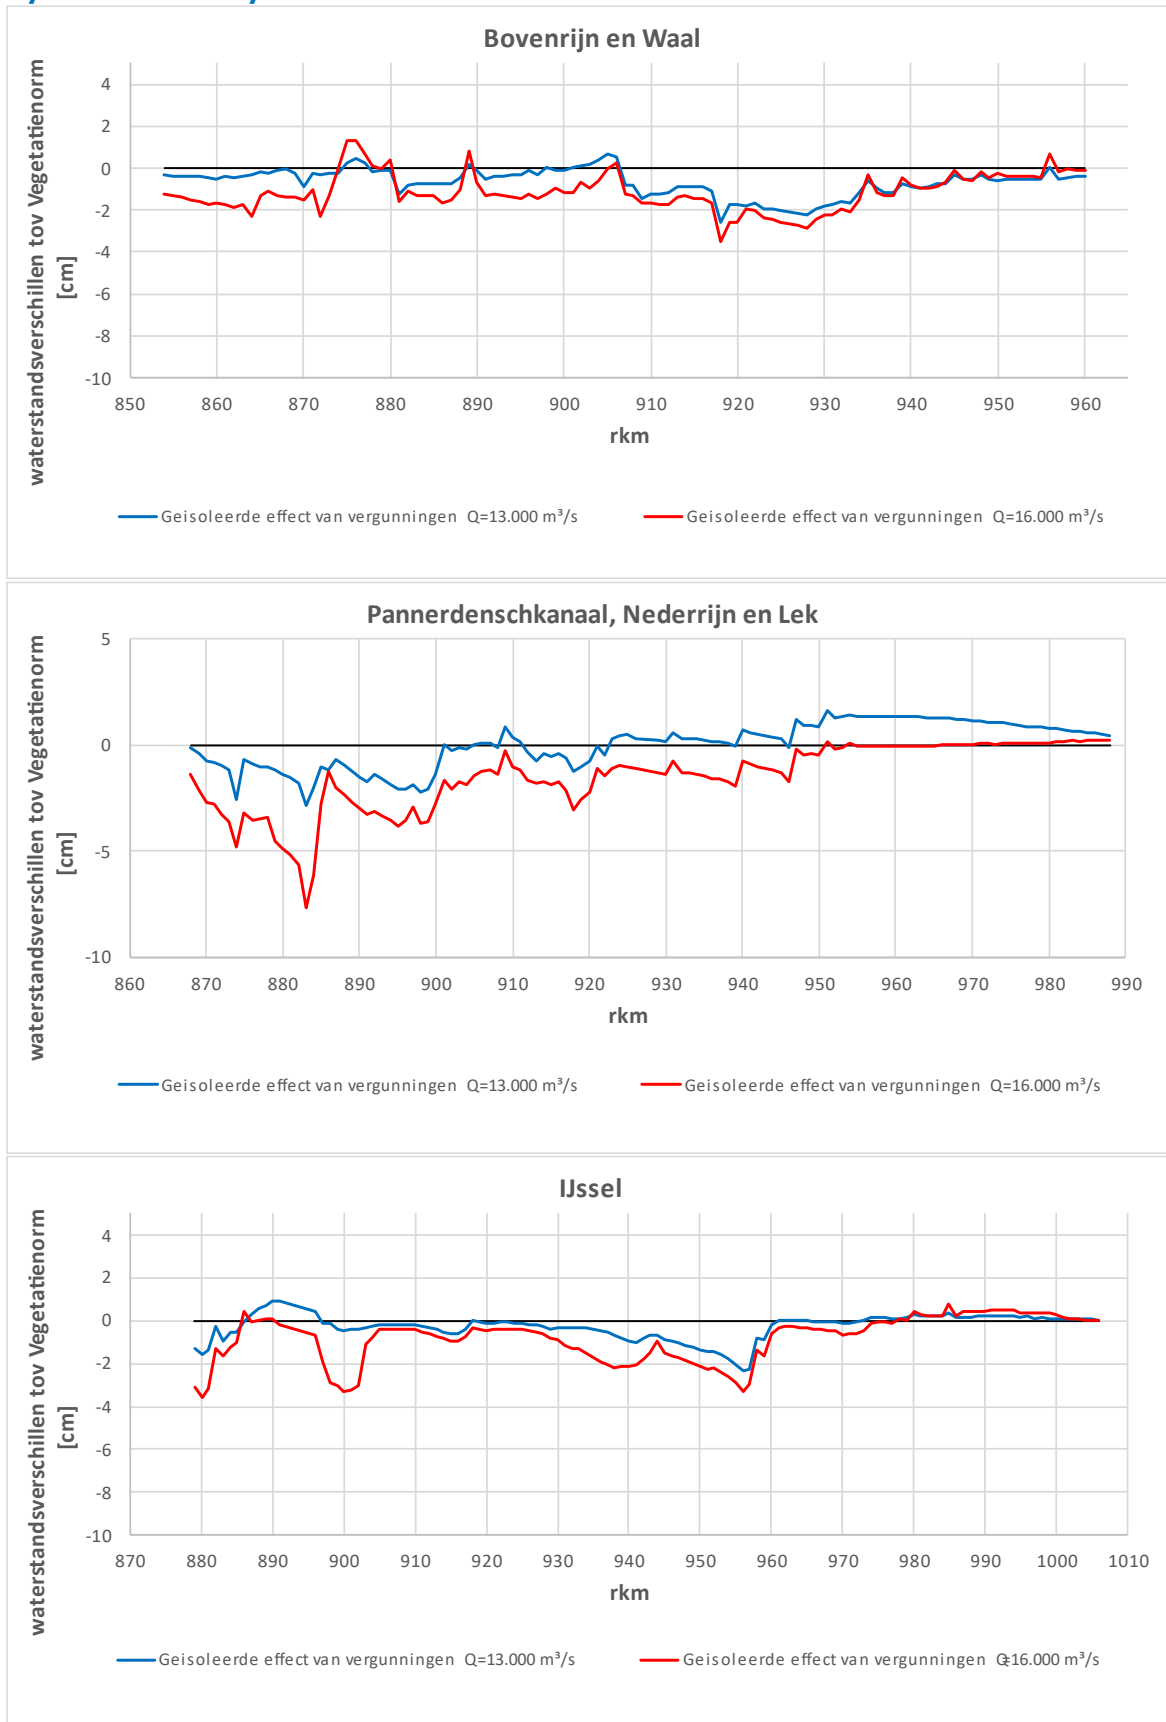 Bovenrijn en Waal
waterstandsverschillen tov Vegetatienorm
[cm]
4
2
0
-2
-4
-6
-8
-10
850 860 870 880 890 900 910 920 930 940 950 960
rkm
Geisoleerde effect van vergunningen Q=13.000 m³/s Geisoleerde effect van vergunningen Q=16.000 m³/s
Pannerdenschkanaal, Nederrijn en Lek
waterstandsverschillen tov Vegetatienorm
[cm]
5
0
-5
-10
860 870 880 890 900 910 920 930 940 950 960 970 980 990
rkm
Geisoleerde effect van vergunningen Q=13.000 m³/s Geisoleerde effect van vergunningen Q=16.000 m³/s
IJssel
waterstandsverschillen tov Vegetatienorm
[cm]
4
2
0
-2
-4
-6
-8
-10
870 880 890 900 910 920 930 940 950 960 970 980 990 1000 1010
rkm
Geisoleerde effect van vergunningen Q=13.000 m³/s Geisoleerde effect van vergunningen Q=16.000 m³/s